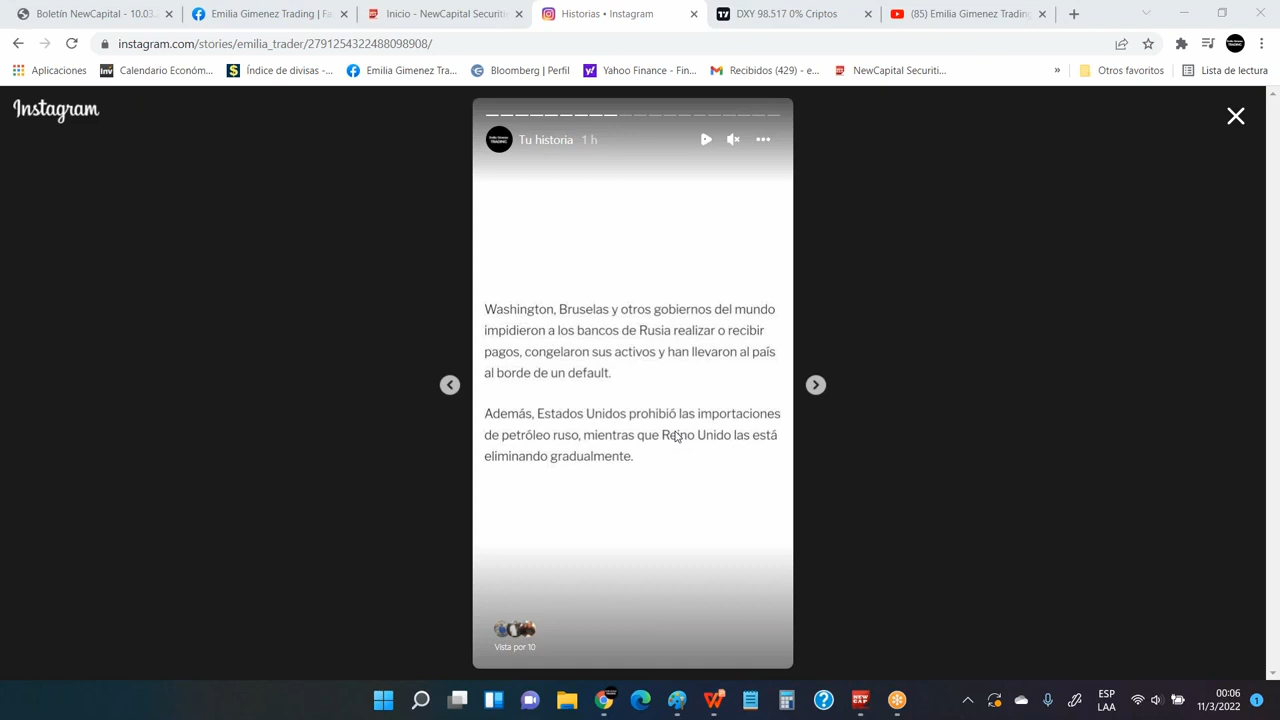 Boletín NewCapital - 10.03.
Emilia Gimenez Trading | Fa
Inicio - NewCapital Securiti
Historias • Instagram
DXY 98.517 0% Criptos
(85) Emilia Gimenez Trading
instagram.com/stories/emilia_trader/2791254322488098908/
Aplicaciones
Calendario Económ...
Índice de divisas -...
Emilia Gimenez Tra...
Bloomberg | Perfil
Yahoo Finance - Fin...
Recibidos (429) - e...
NewCapital Securiti...
»
Otros favoritos
Lista de lectura
Instagram
Tu historia 1 h
Washington, Bruselas y otros gobiernos del mundo
impidieron a los bancos de Rusia realizar o recibir
pagos, congelaron sus activos y han llevaron al país
al borde de un default.
Además, Estados Unidos prohibió las importaciones
de petróleo ruso, mientras que Reino Unido las está
eliminando gradualmente.
Vista por 10
ESP
LAA
00:06
11/3/2022